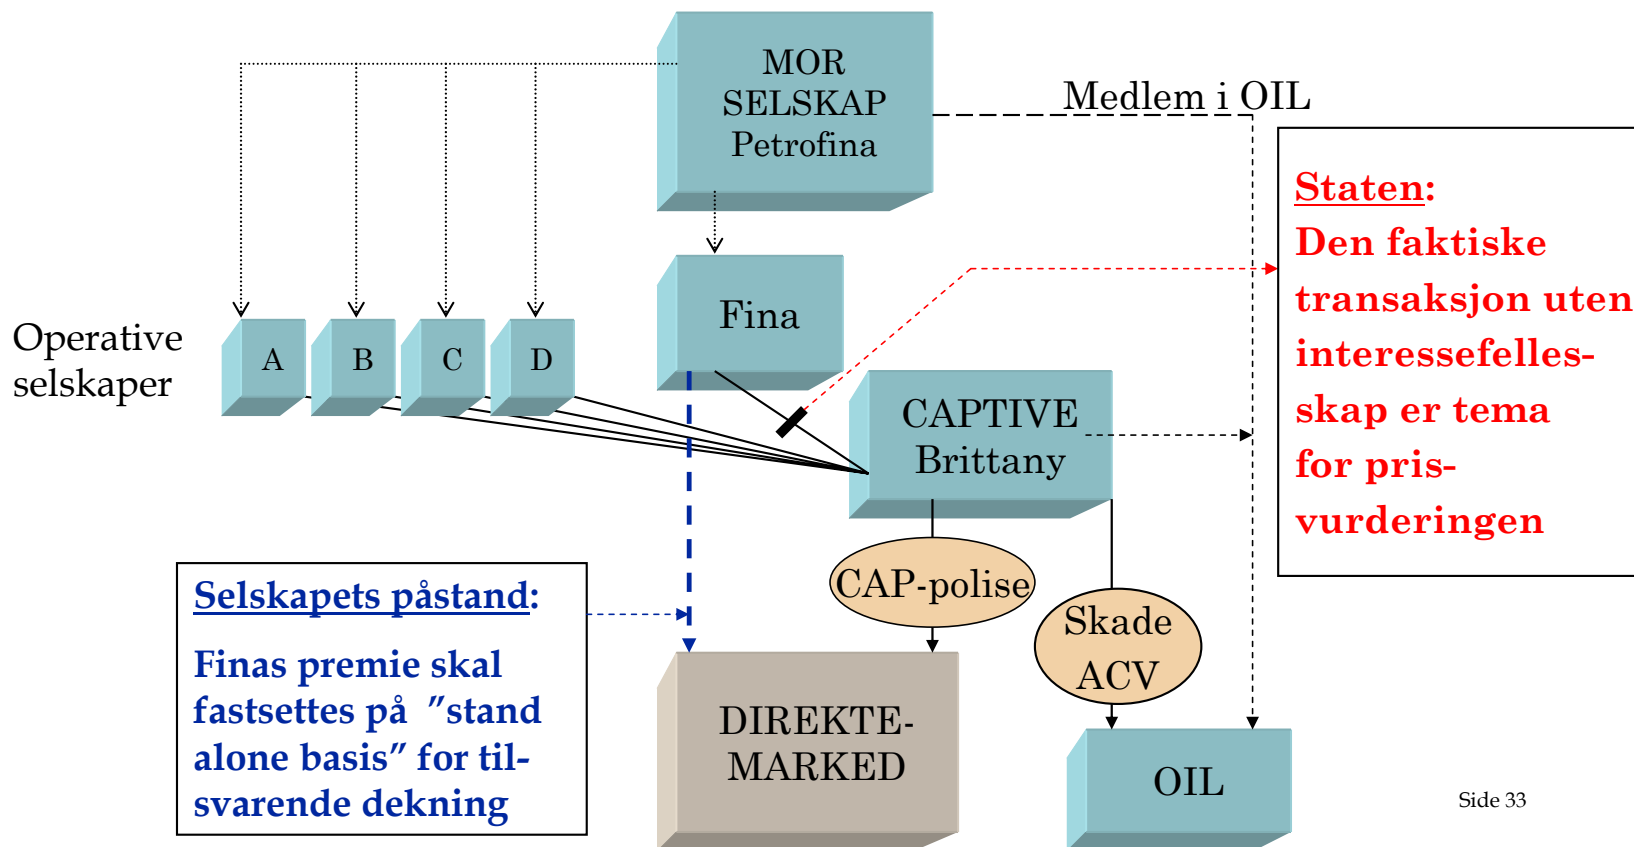 MOR
SELSKAP
Petrofina
Medlem i OIL
Staten:
Den faktiske
transaksjon uten
interessefelles-
skap er tema
for pris-
vurderingen
Fina
Operative
selskaper
A
B
C
D
CAPTIVE
Brittany
CAP-polise
Skade
ACV
Selskapets påstand:
Finas premie skal
fastsettes på ”stand
alone basis” for til-
svarende dekning
DIREKTE-
MARKED
OIL
Side 33